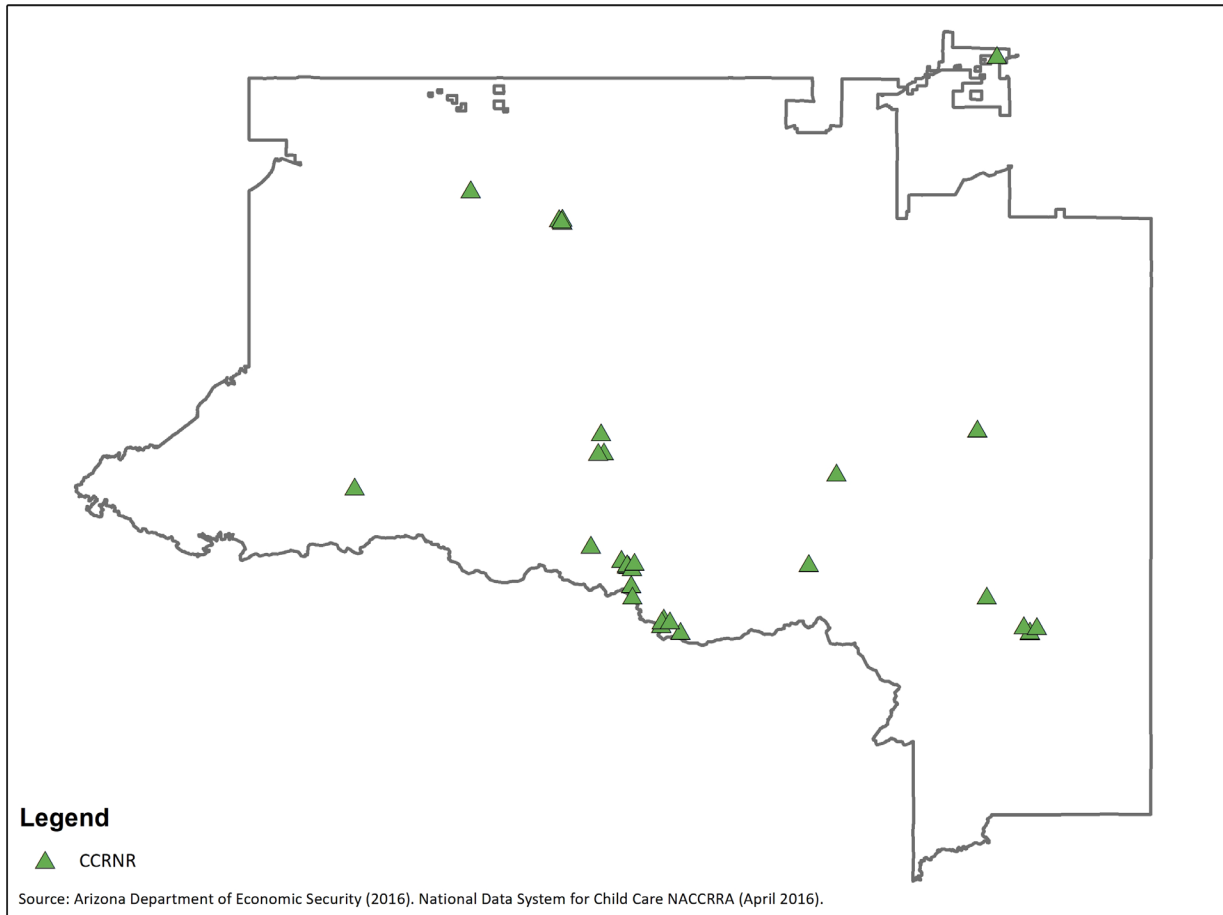 Legend
CCRNR
Source: Arizona Department of Economic Security (2016). National Data System for Child Care NACCRRA (April 2016).